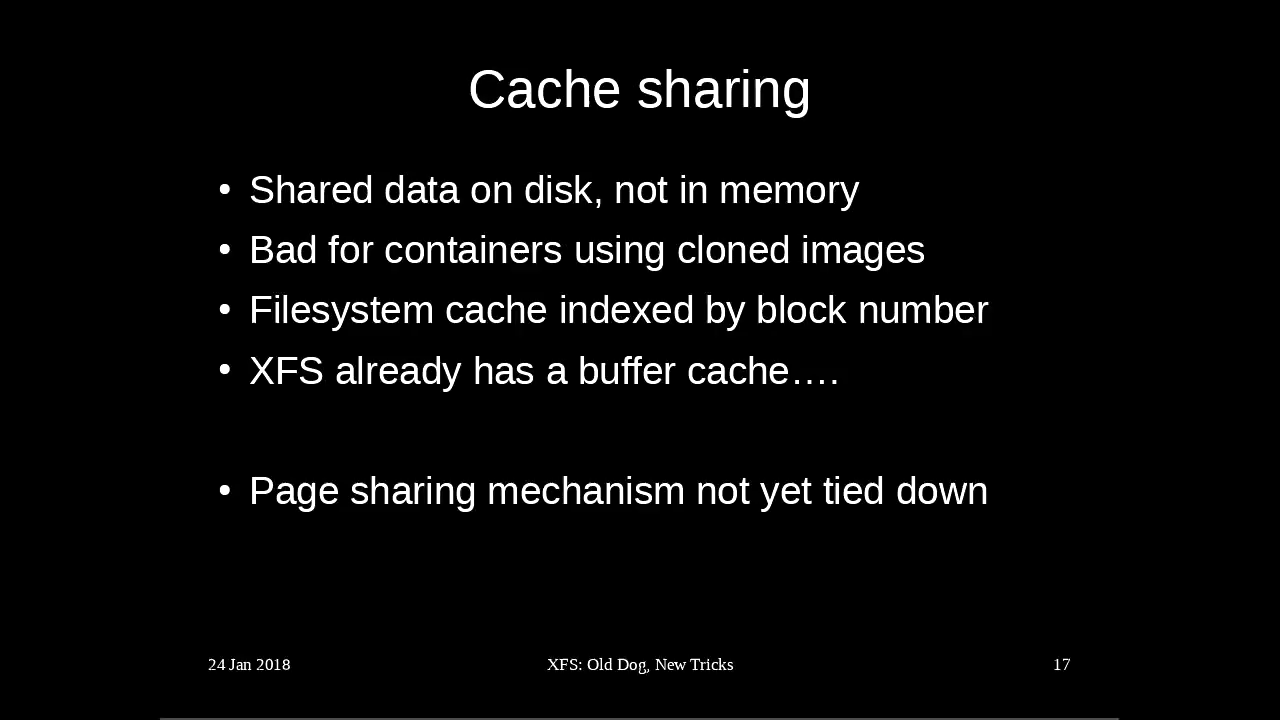 Cache sharing
• Shared data on disk, not in memory
• Bad for containers using cloned images
• Filesystem cache indexed by block number
• XFS already has a buffer cache….
• Page sharing mechanism not yet tied down
24 Jan 2018 XFS: Old Dog, New Tricks 17